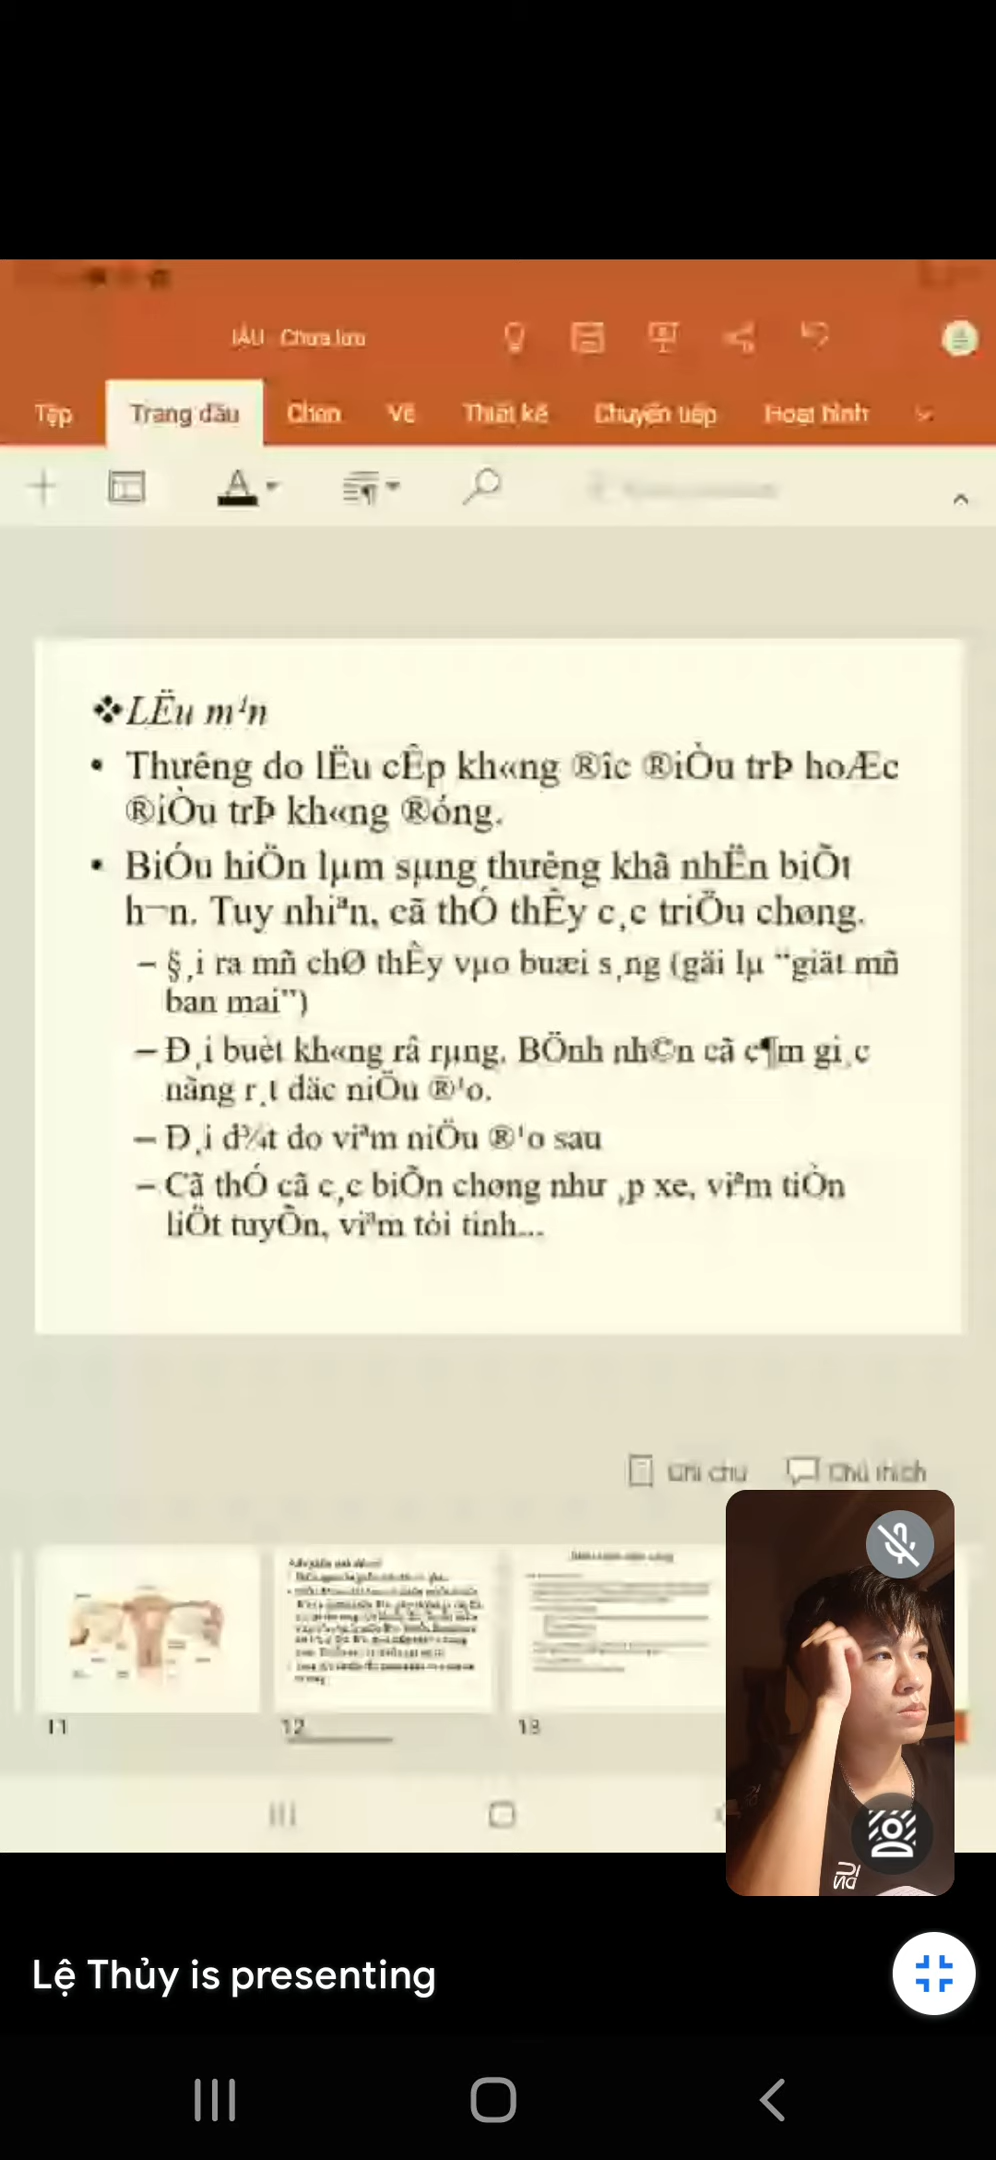 Chưa lưu
Tệp
Trang đầu
Chèn
Vẽ
Thiết kế
Chuyển tiếp
Hoạt hình
❖LËu m¹n
• Thưêng do lËu cÊp kh«ng ®îc ®iÒu trÞ hoÆc
®iÒu trÞ kh«ng ®óng.
• BiÓu hiÖn lµm sµng thưêng khã nhËn biÕt
h¬n. Tuy nhiªn, cã thÓ thÊy c¸c triÖu chøng.
– §¸i ra mñ chØ thÊy vµo buæi s¸ng (gäi lµ “giät mñ
ban mai”)
– Đ¸i buèt kh«ng râ rµng. BÖnh nh©n cã c¶m gi¸c
nãng r¸t däc niÖu ®¹o.
– Đ¸i d¾t do viªm niÖu ®¹o sau
– Cã thÓ cã c¸c biÕn chøng như ¸p xe, viªm tiÒn
liÖt tuyÕn, viªm tói tinh...
Ghi chú
Chú thích
11
12
13
Lệ Thủy is presenting